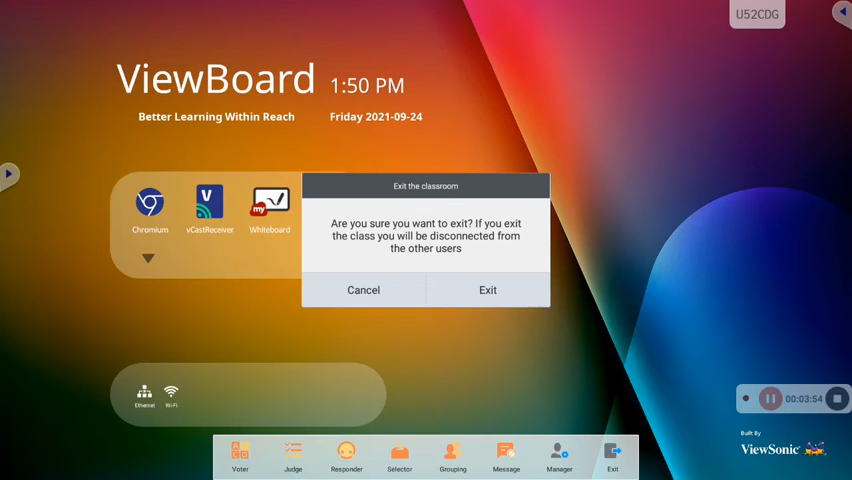 U52CDG
ViewBoard 1:50 PM
Better Learning Within Reach Friday 2021-09-24
Exit the classroom
Are you sure you want to exit? If you exit
the class you will be disconnected from
the other users
Cancel Exit
V
my
Chromium vCastReceiver Whiteboard
Ethernet Wi-Fi
00:03:54
Built By
ViewSonic
Voter Judge Responder Selector Grouping Message Manager Exit